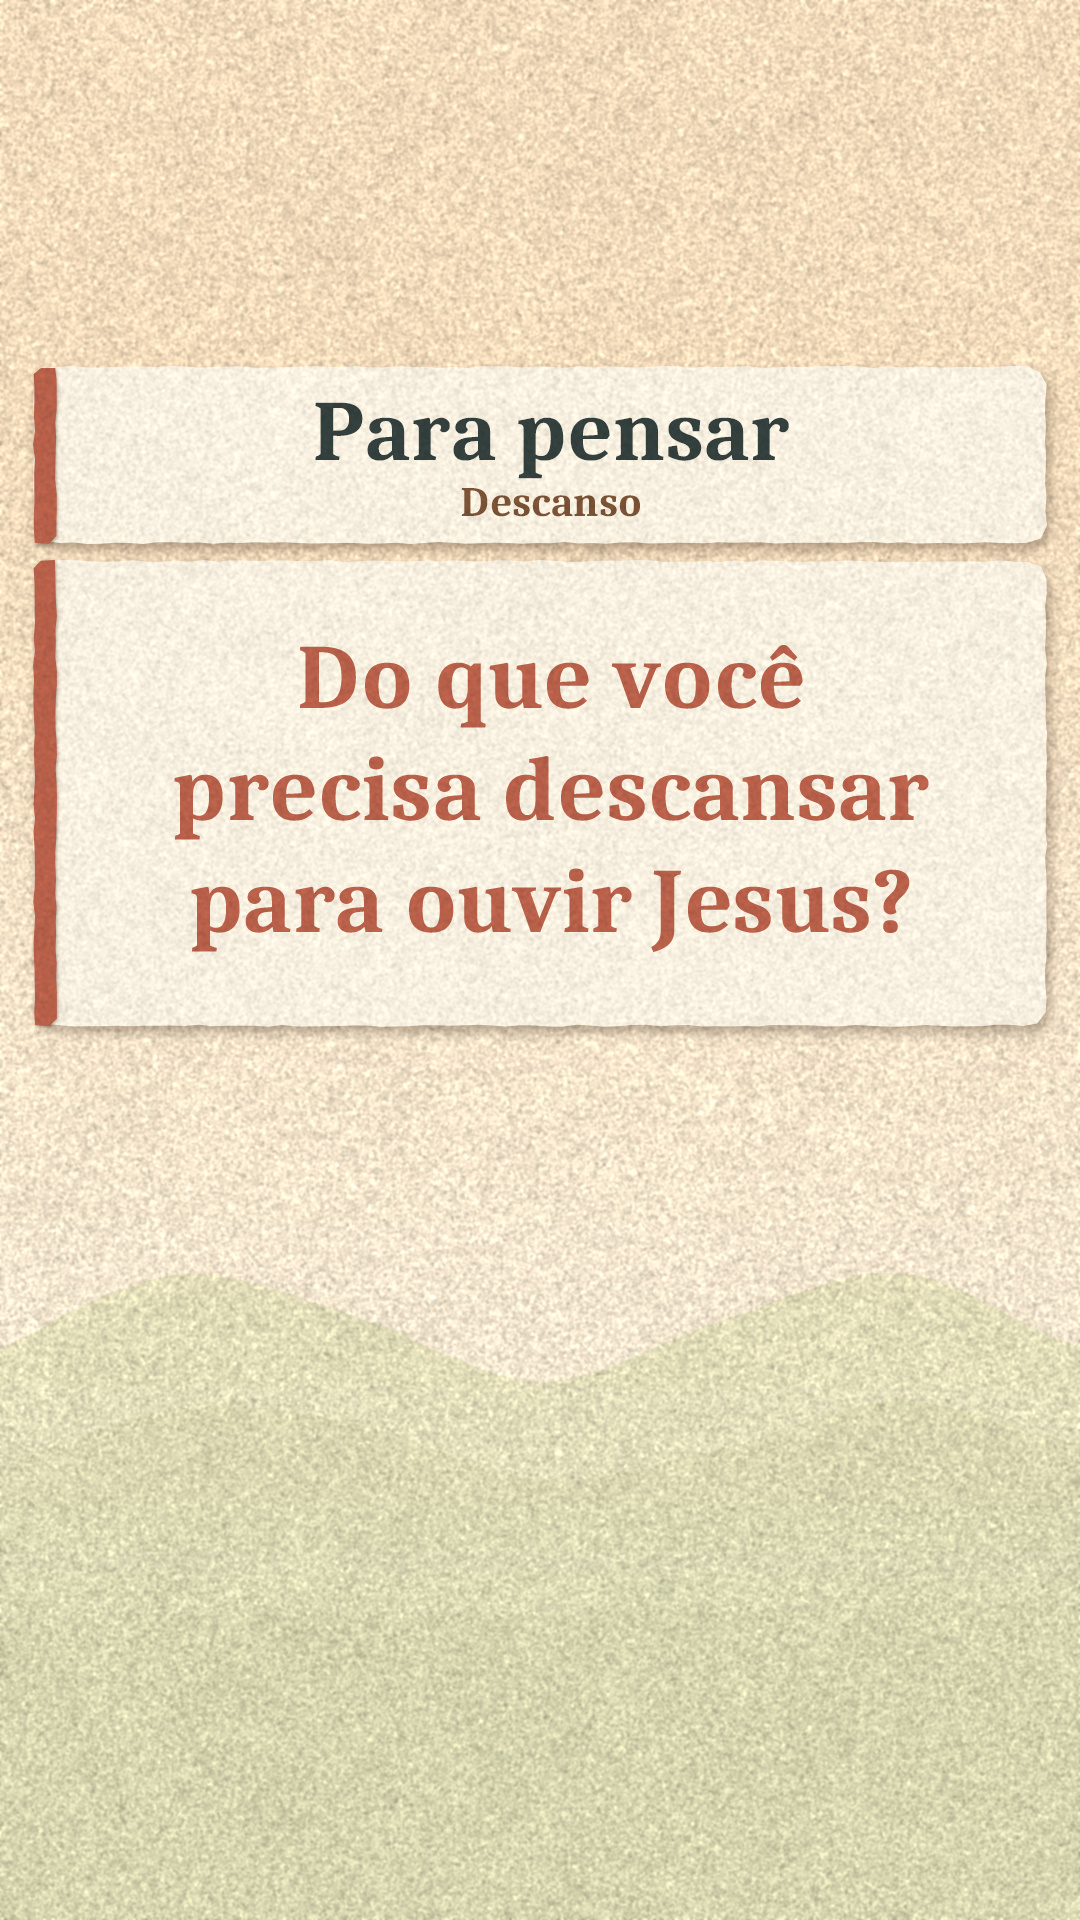 Para pensar
Descanso
Do que você
precisa descansar
para ouvir Jesus?